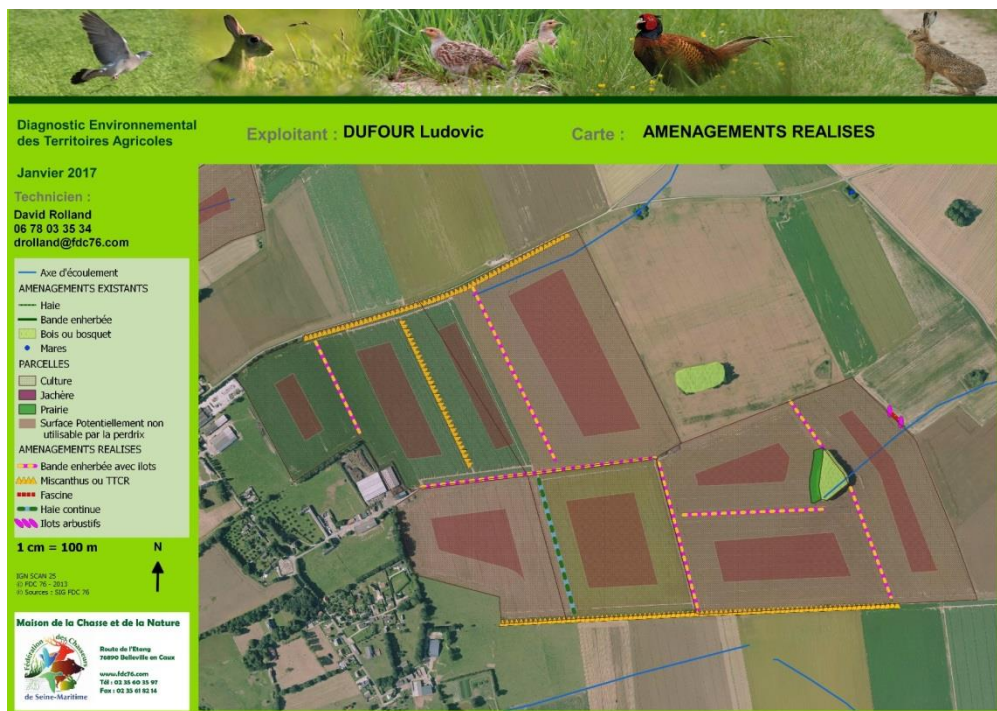 Diagnostic Environnemental
des Territoires Agricoles
Exploitant : DUFOUR Ludovic
Carte : AMENAGEMENTS REALISES
Janvier 2017
Technicien :
David Rolland
06 78 03 35 34
drolland@fdc76.com
Axe d'écoulement
AMENAGEMENTS EXISTANTS
Haie
Bande enherbée
Bois ou bosquet
Mares
PARCELLES
Culture
Jachère
Prairie
Surface Potentiellement non
utilisable par la perdrix
AMENAGEMENTS REALISES
Bande enherbée avec ilots
Miscanthus ou TTCR
Fascine
Haie continue
Ilots arbustifs
1 cm = 100 m
N
IGN SCAN 25
© FDC 76 - 2013
© Sources : SIG FDC 76
Maison de la Chasse et de la Nature
Fédération des Chasseurs
de Seine-Maritime
Route de l'Etang
76890 Belleville en Caux
www.fdc76.com
Tél : 02 35 60 35 97
Fax : 02 35 61 82 14